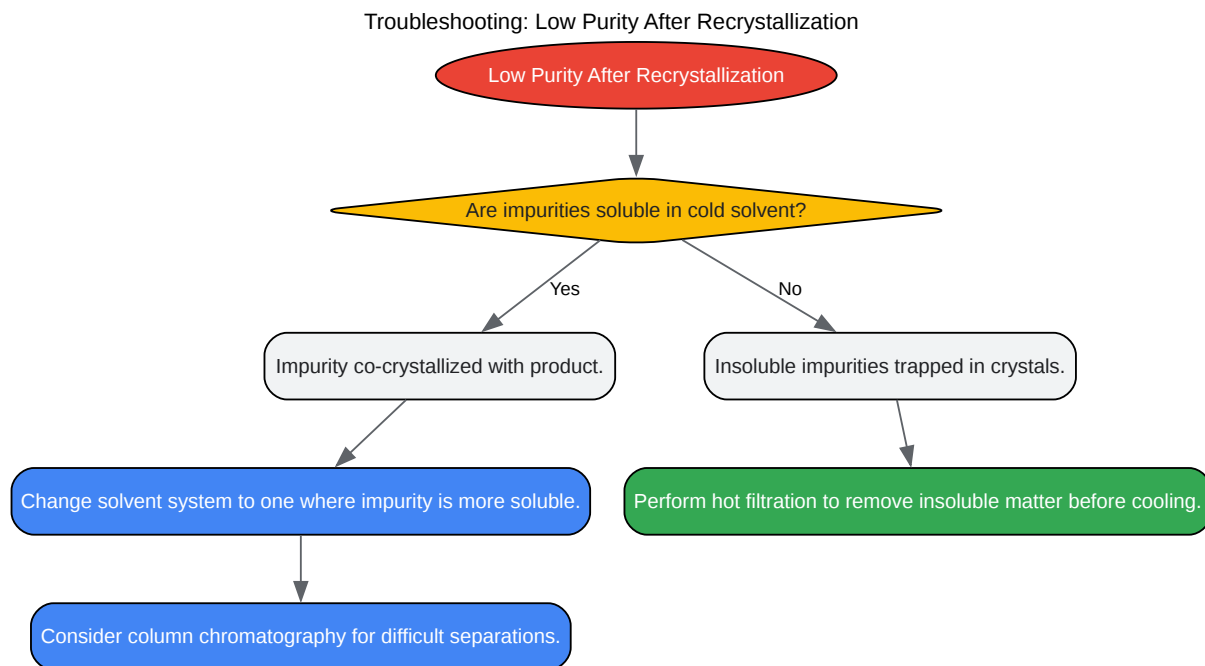 Troubleshooting: Low Purity After Recrystallization
Low Purity After Recrystallization
Are impurities soluble in cold solvent?
Yes
No
Impurity co-crystallized with product.
Insoluble impurities trapped in crystals.
Change solvent system to one where impurity is more soluble.
Perform hot filtration to remove insoluble matter before cooling.
Consider column chromatography for difficult separations.